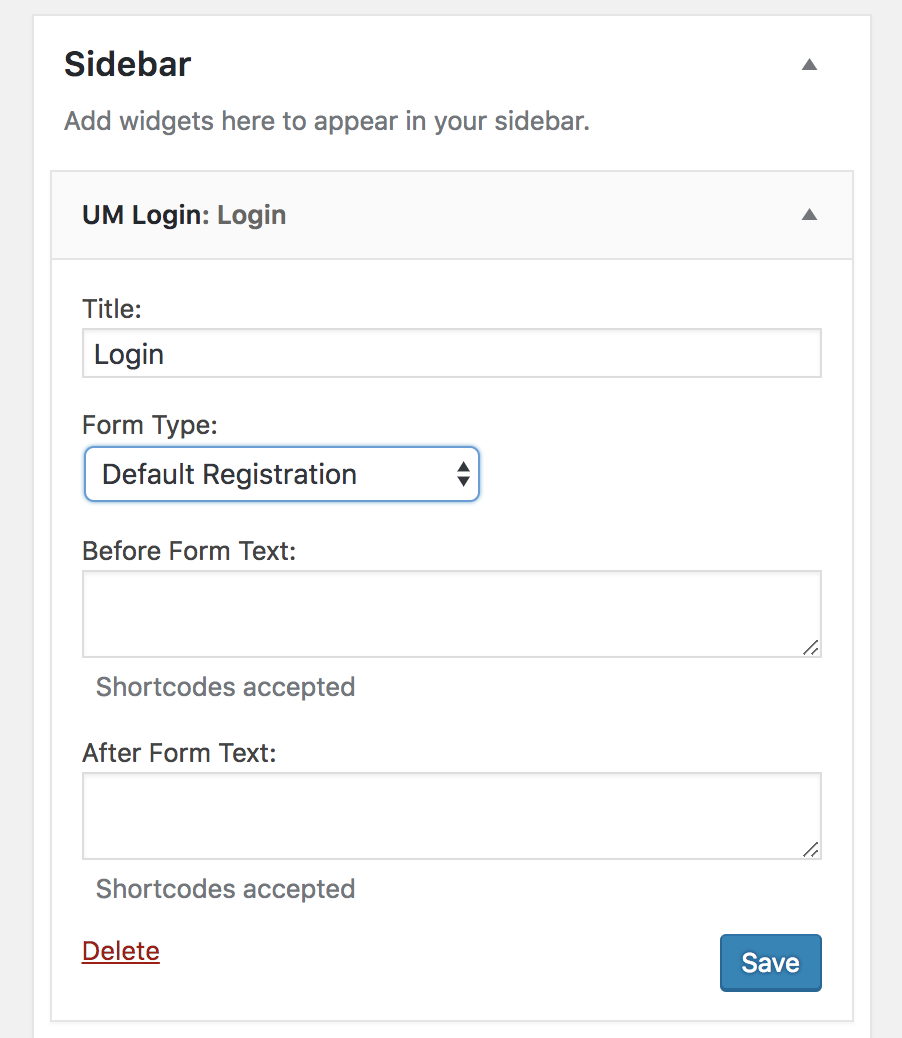 Sidebar
Add widgets here to appear in your sidebar.
UM Login: Login
Title:
Login
Form Type:
Default Registration
Before Form Text:
Shortcodes accepted
After Form Text:
Shortcodes accepted
Delete
Save